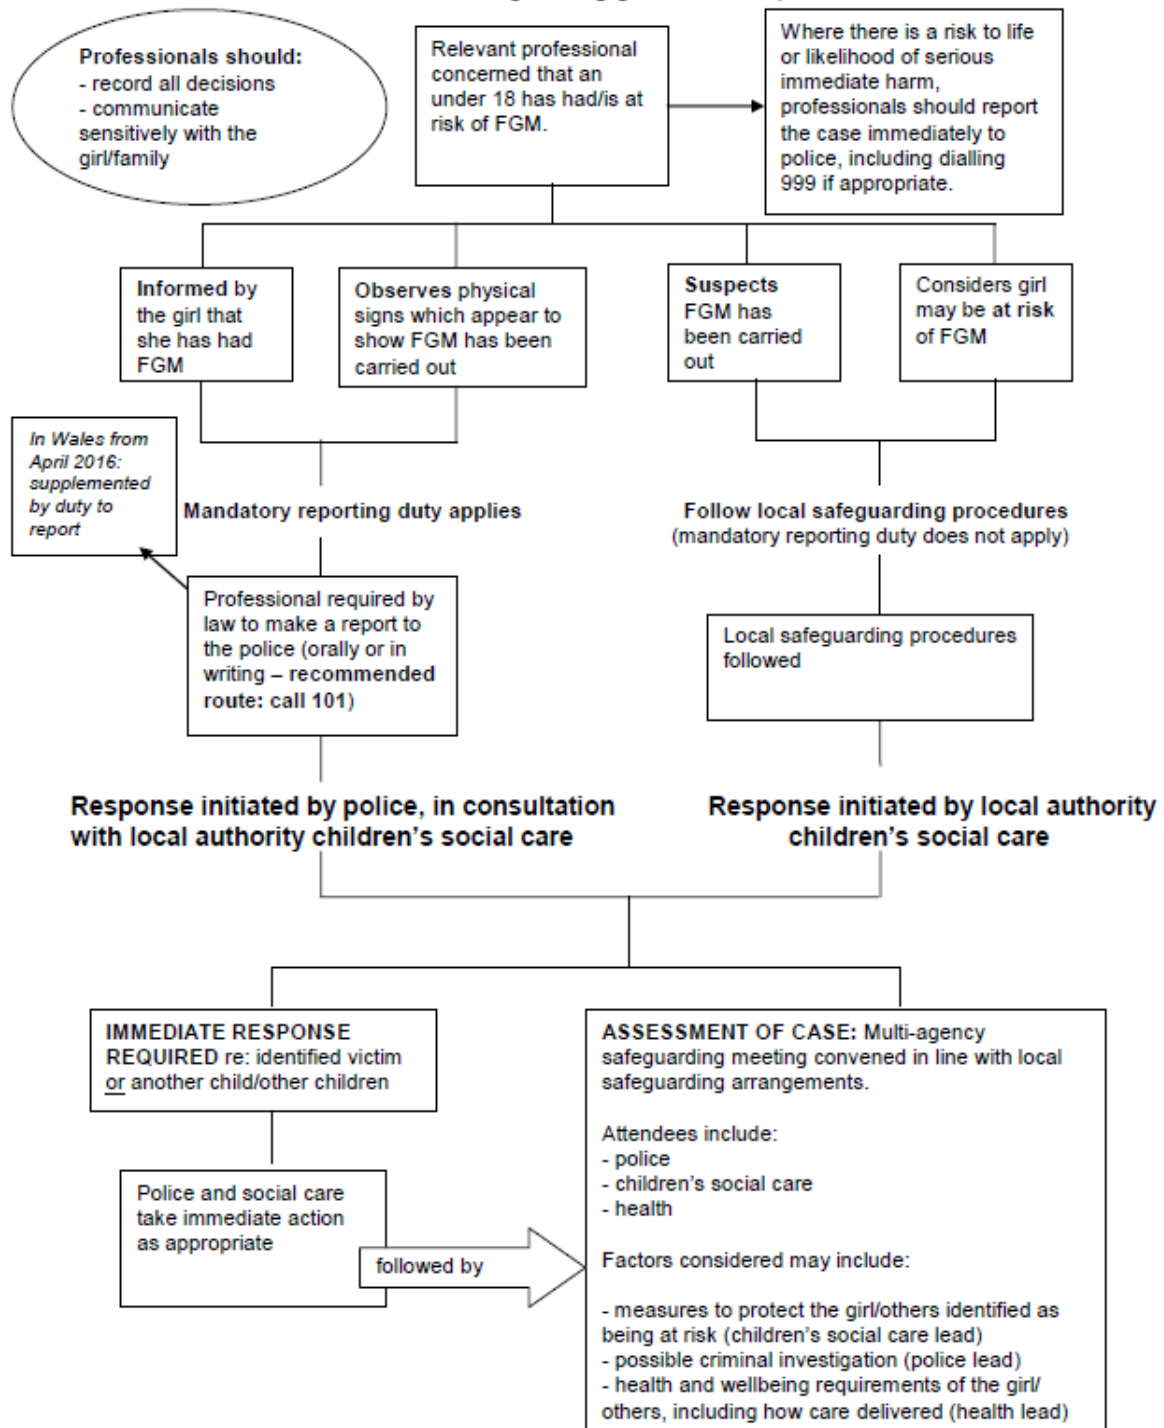 Professionals should:
- record all decisions
- communicate
sensitively with the
girl/family
Relevant professional
concerned that an
under 18 has had/is at
risk of FGM.
Where there is a risk to life
or likelihood of serious
immediate harm,
professionals should report
the case immediately to
police, including dialling
999 if appropriate.
Informed by
the girl that
she has had
FGM
Observes physical
signs which appear to
show FGM has been
carried out
Suspects
FGM has
been carried
out
Considers girl
may be at risk
of FGM
In Wales from
April 2016:
supplemented
by duty to
report
Mandatory reporting duty applies
Follow local safeguarding procedures
(mandatory reporting duty does not apply)
Professional required by
law to make a report to
the police (orally or in
writing – recommended
route: call 101)
Local safeguarding procedures
followed
Response initiated by police, in consultation
with local authority children's social care
Response initiated by local authority
children's social care
IMMEDIATE RESPONSE
REQUIRED re: identified victim
or another child/other children
Police and social care
take immediate action
as appropriate
followed by
ASSESSMENT OF CASE: Multi-agency
safeguarding meeting convened in line with local
safeguarding arrangements.
Attendees include:
- police
- children's social care
- health
Factors considered may include:
- measures to protect the girl/others identified as
being at risk (children's social care lead)
- possible criminal investigation (police lead)
- health and wellbeing requirements of the girl/
others, including how care delivered (health lead)